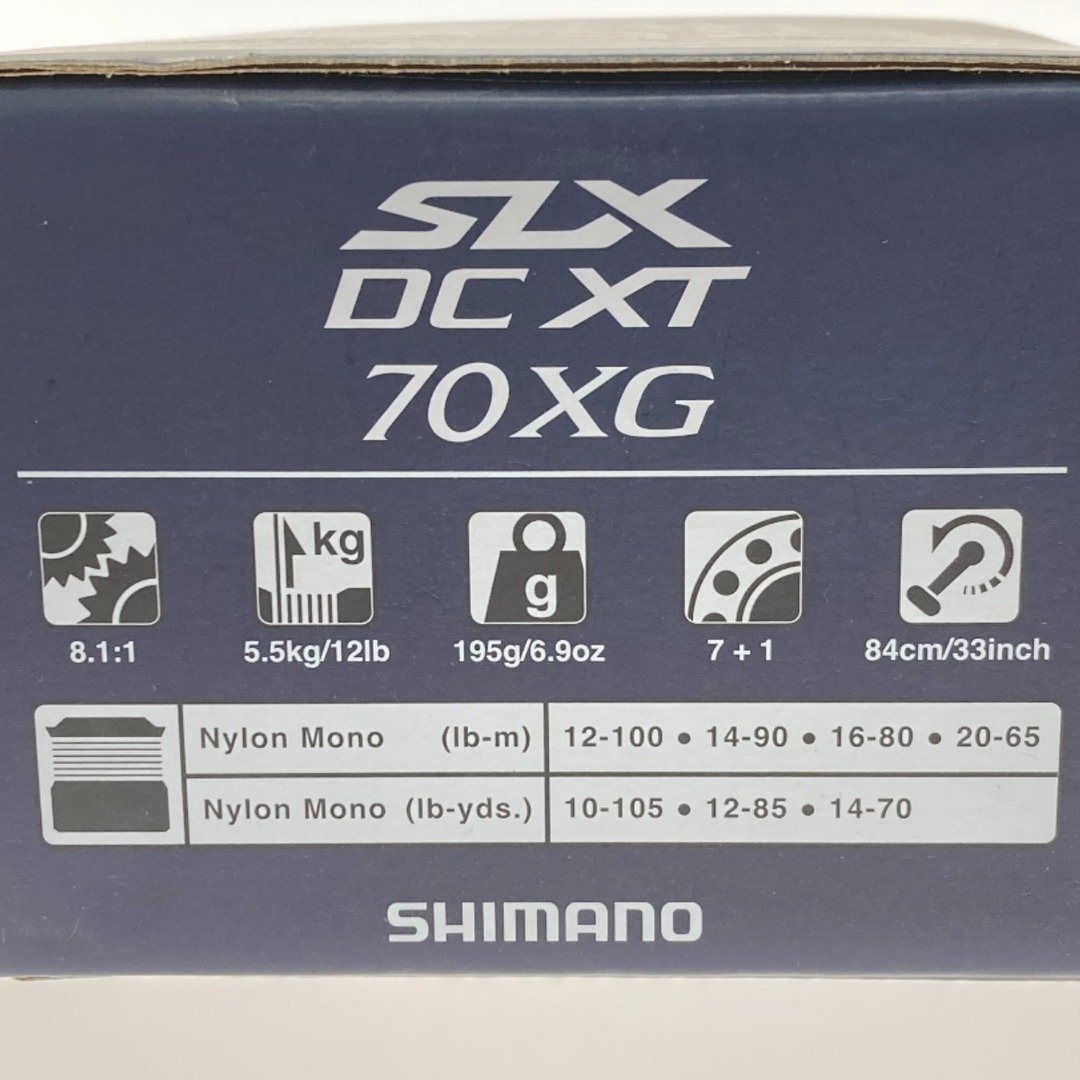 SLX
DC XT
70XG
kg
g
8.1:1 5.5kg/12lb 195g/6.9oz 7 + 1 84cm/33inch
Nylon Mono (lb-m) 12-100 ● 14-90 ● 16-80 ● 20-65
Nylon Mono (lb-yds.) 10-105 ● 12-85 ● 14-70
SHIMANO